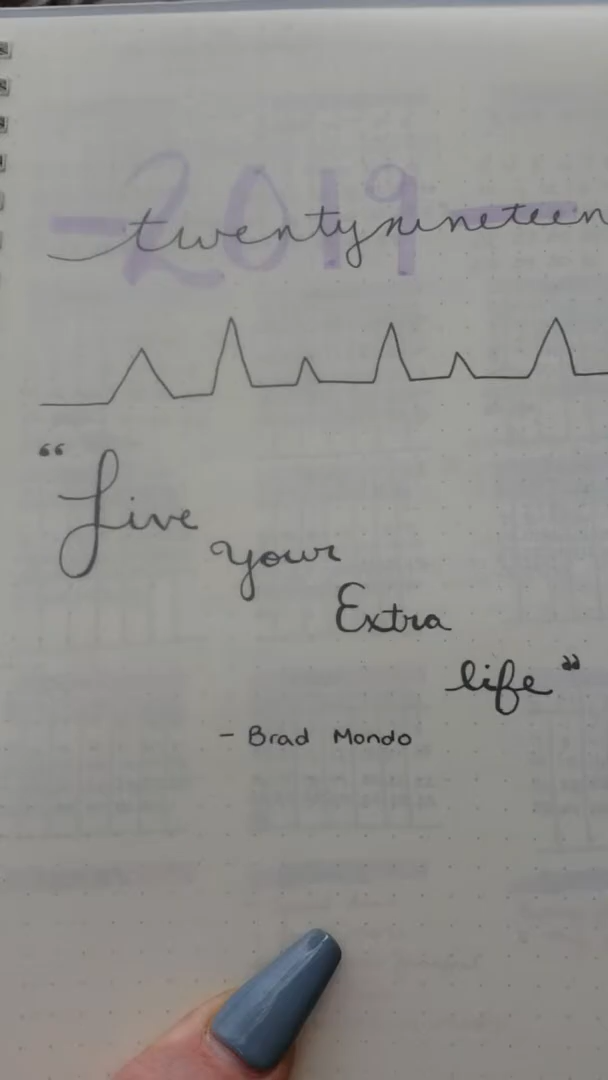 2019
twentynineteen
“Live
your
Extra
life”
- Brad Mondo